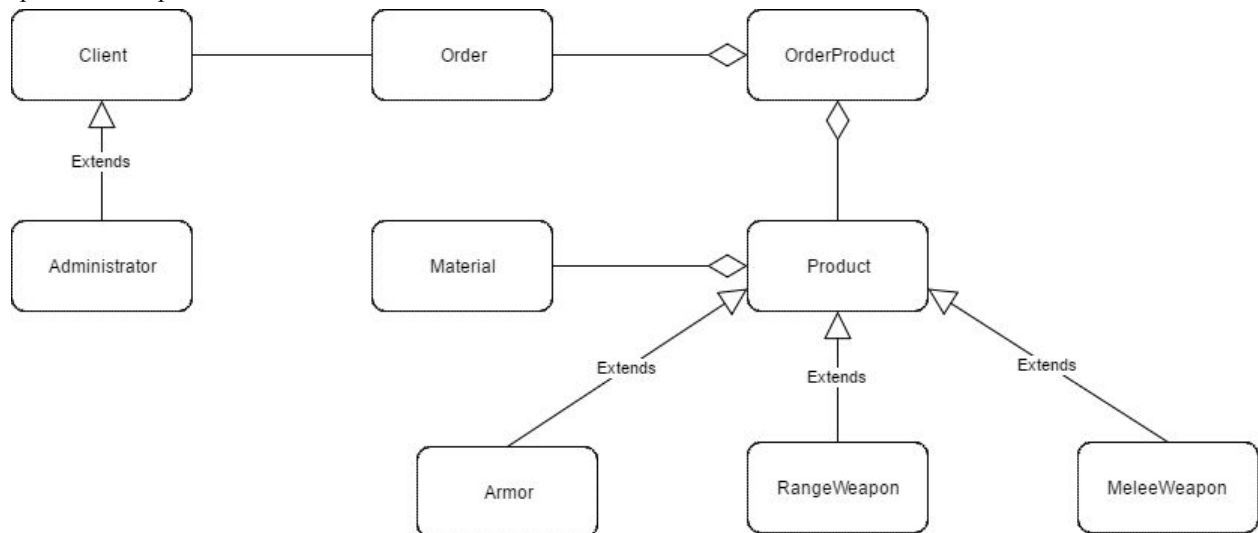 Client
Order
OrderProduct
Extends
Administrator
Material
Product
Extends
Extends
Extends
Armor
RangeWeapon
MeleeWeapon